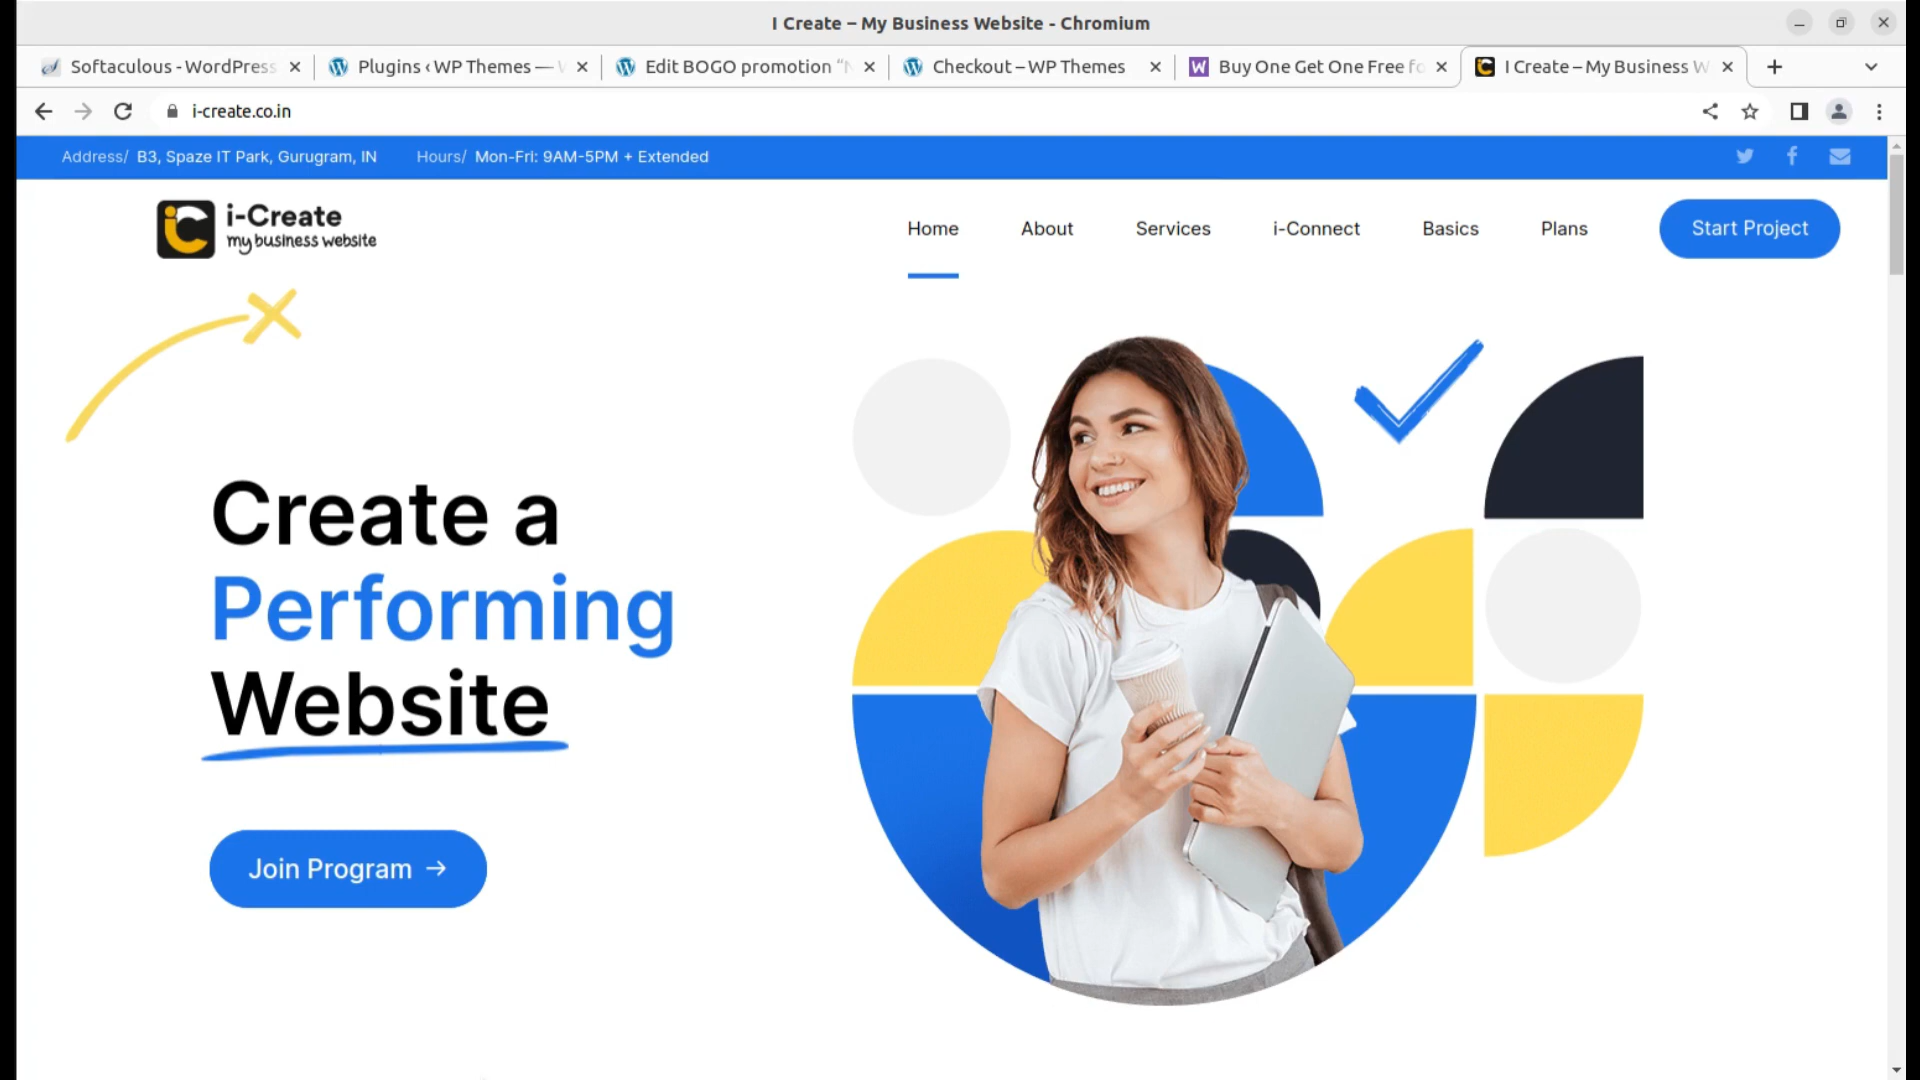 I Create – My Business Website - Chromium
Softaculous - WordPress
Plugins ‹ WP Themes —
Edit BOGO promotion “
Checkout – WP Themes
Buy One Get One Free fo
I Create – My Business W
i-create.co.in
Address/ B3, Spaze IT Park, Gurugram, IN
Hours/ Mon-Fri: 9AM-5PM + Extended
i-Create
my business website
Home
About
Services
i-Connect
Basics
Plans
Start Project
Create a
Performing
Website
Join Program →